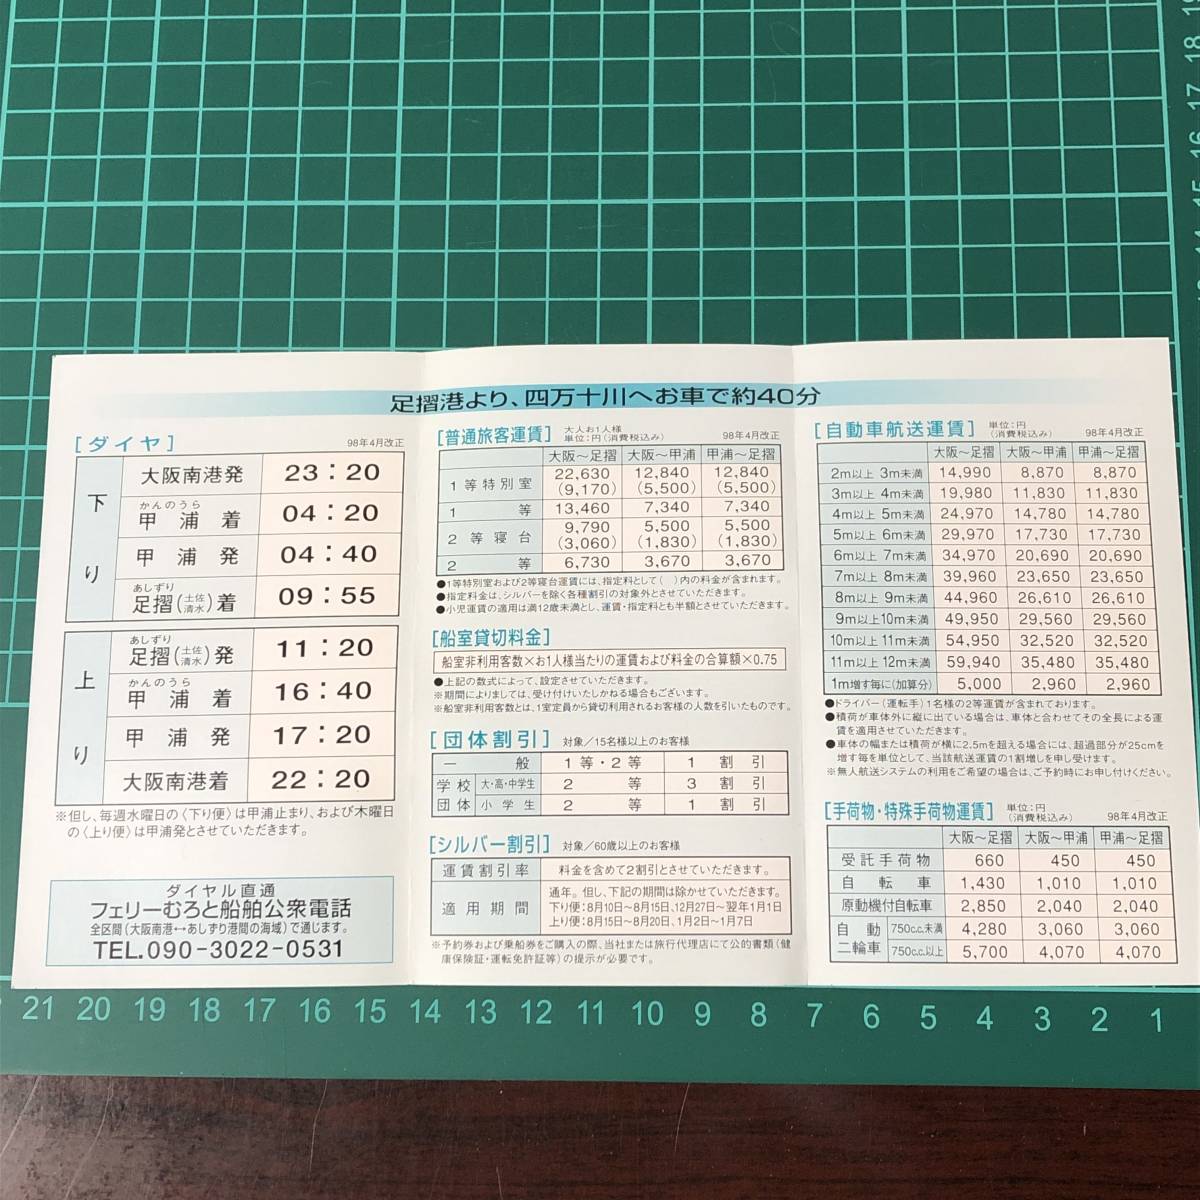 足摺港より、四万十川へお車で約40分
[ダイヤ] 98年4月改正
下り
大阪南港発 23：20
かんのうら
甲浦着 04：20
甲浦発 04：40
あしずり
足摺(土佐清水)着 09：55
上り
あしずり
足摺(土佐清水)発 11：20
かんのうら
甲浦着 16：40
甲浦発 17：20
大阪南港着 22：20
※但し、毎週水曜日の〈下り便〉は甲浦止まり、および木曜日
の〈上り便〉は甲浦発とさせていただきます。
ダイヤル直通
フェリーむろと船舶公衆電話
全区間(大阪南港↔あしずり港間の海域)で通じます。
TEL.090-3022-0531
[普通旅客運賃] 大人お1人様 単位：円(消費税込み) 98年4月改正
大阪〜足摺 大阪〜甲浦 甲浦〜足摺
1等特別室 22,630 12,840 12,840
(9,170) (5,500) (5,500)
1等 13,460 7,340 7,340
2等寝台 9,790 5,500 5,500
(3,060) (1,830) (1,830)
2等 6,730 3,670 3,670
●1等特別室および2等寝台運賃には、指定料として( )内の料金が含まれます。
●指定料金は、シルバーを除く各種割引の対象外とさせていただきます。
●小児運賃の適用は満12歳未満とし、運賃・指定料とも半額とさせていただきます。
[船室貸切料金]
船室非利用客数×お1人様当たりの運賃および料金の合算額×0.75
●上記の数式によって、設定させていただきます。
※期間によりましては、受け付けいたしかねる場合もございます。
※船室非利用客数とは、1室定員から貸切利用されるお客様の人数を引いたものです。
[団体割引] 対象/15名様以上のお客様
一般 1等・2等 1割引
学校団体 大・高・中学生 2等 3割引
小学生 2等 1割引
[シルバー割引] 対象/60歳以上のお客様
運賃割引率 料金を含めて2割引とさせていただきます。
適用期間 通年。但し、下記の期間は除かせていただきます。
下り便：8月10日〜8月15日、12月27日〜翌年1月1日
上り便：8月15日〜8月20日、1月2日〜1月7日
※予約券および乗船券をご購入の際、当社または旅行代理店にて公的書類(健
康保険証・運転免許証等)の提示が必要です。
[自動車航送運賃] 単位：円 (消費税込み) 98年4月改正
大阪〜足摺 大阪〜甲浦 甲浦〜足摺
2m以上 3m未満 14,990 8,870 8,870
3m以上 4m未満 19,980 11,830 11,830
4m以上 5m未満 24,970 14,780 14,780
5m以上 6m未満 29,970 17,730 17,730
6m以上 7m未満 34,970 20,690 20,690
7m以上 8m未満 39,960 23,650 23,650
8m以上 9m未満 44,960 26,610 26,610
9m以上10m未満 49,950 29,560 29,560
10m以上11m未満 54,950 32,520 32,520
11m以上12m未満 59,940 35,480 35,480
1m増す毎に(加算分) 5,000 2,960 2,960
●ドライバー(運転手)1名様の2等運賃が含まれております。
●積荷が車体外に縦に出ている場合は、車体と合わせてその全長による運
賃を適用させていただきます。
●車体の幅または積荷が横に2.5mを超える場合には、超過部分が25cmを
増す毎を単位として、当該航送運賃の1割増しを申し受けます。
※無人航送システムの利用をご希望の場合は、ご予約時にお申し付けください。
[手荷物・特殊手荷物運賃] 単位：円 (消費税込み) 98年4月改正
大阪〜足摺 大阪〜甲浦 甲浦〜足摺
受託手荷物 660 450 450
自転車 1,430 1,010 1,010
原動機付自転車 2,850 2,040 2,040
自動二輪車 750c.c.未満 4,280 3,060 3,060
750c.c.以上 5,700 4,070 4,070
21 20 19 18 17 16 15 14 13 12 11 10 9 8 7 6 5 4 3 2 1